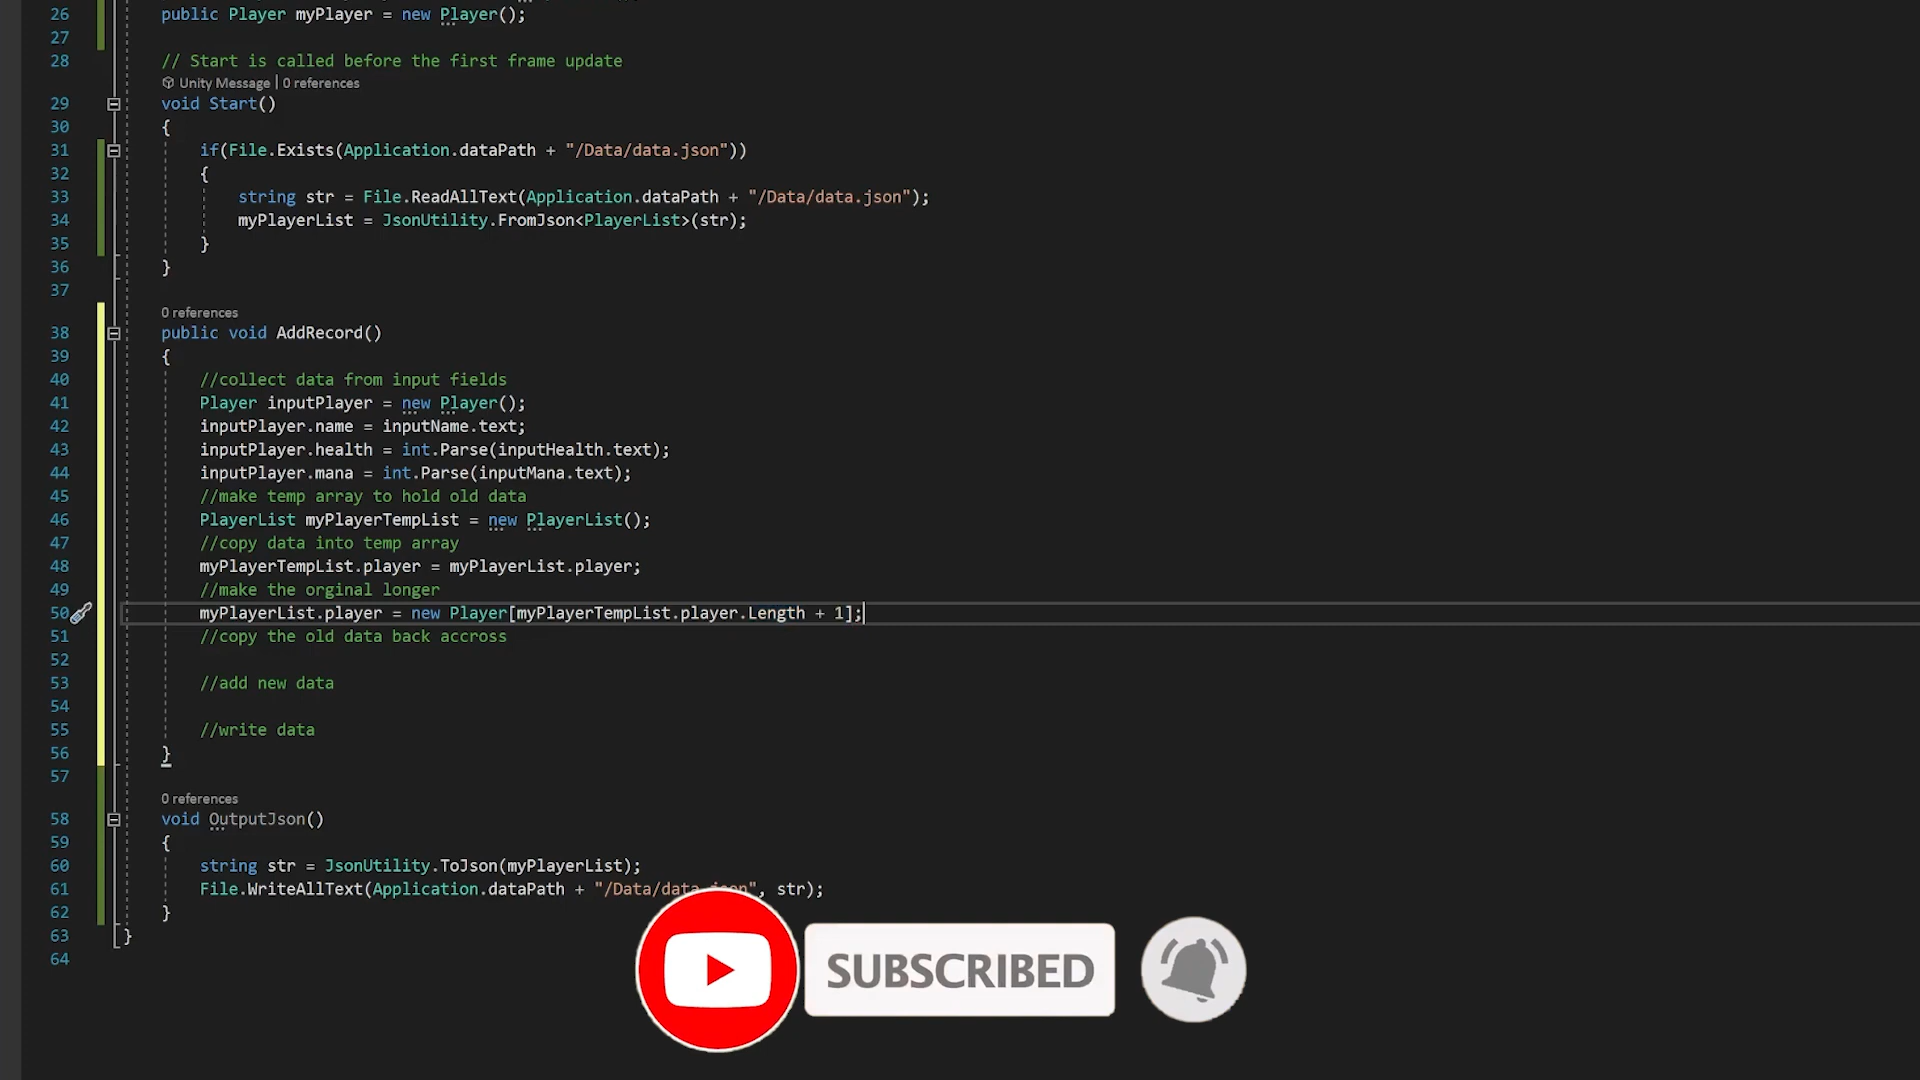 26 public Player myPlayer = new Player();
27
28 // Start is called before the first frame update
Unity Message | 0 references
29 void Start()
30 {
31 if(File.Exists(Application.dataPath + "/Data/data.json"))
32 {
33 string str = File.ReadAllText(Application.dataPath + "/Data/data.json");
34 myPlayerList = JsonUtility.FromJson<PlayerList>(str);
35 }
36 }
37
0 references
38 public void AddRecord()
39 {
40 //collect data from input fields
41 Player inputPlayer = new Player();
42 inputPlayer.name = inputName.text;
43 inputPlayer.health = int.Parse(inputHealth.text);
44 inputPlayer.mana = int.Parse(inputMana.text);
45 //make temp array to hold old data
46 PlayerList myPlayerTempList = new PlayerList();
47 //copy data into temp array
48 myPlayerTempList.player = myPlayerList.player;
49 //make the orginal longer
50 myPlayerList.player = new Player[myPlayerTempList.player.Length + 1];
51 //copy the old data back accross
52
53 //add new data
54
55 //write data
56 }
57
0 references
58 void OutputJson()
59 {
60 string str = JsonUtility.ToJson(myPlayerList);
61 File.WriteAllText(Application.dataPath + "/Data/data.json", str);
62 }
63 }
64
SUBSCRIBED